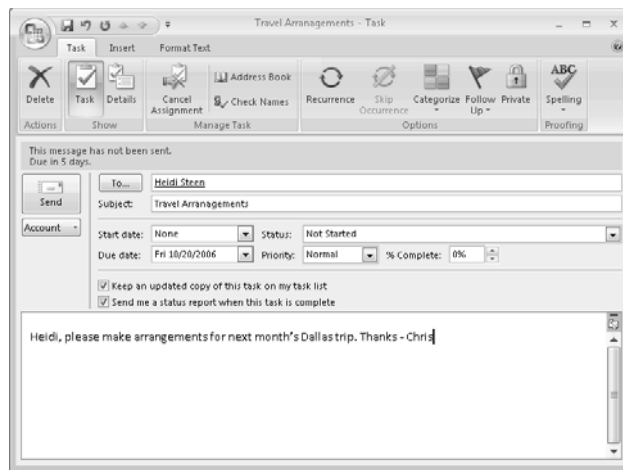 Travel Arranagements - Task
Task Insert Format Text
Delete Task Details Cancel Assignment Address Book Check Names Recurrence Skip Occurrence Categorize Follow Up Private ABC Spelling
Actions Show Manage Task Options Proofing
This message has not been sent.
Due in 5 days.
Send
To... Heidi Steen
Subject: Travel Arranagements
Account
Start date: None Status: Not Started
Due date: Fri 10/20/2006 Priority: Normal % Complete: 0%
Keep an updated copy of this task on my task list
Send me a status report when this task is complete
Heidi, please make arrangements for next month's Dallas trip. Thanks - Chris